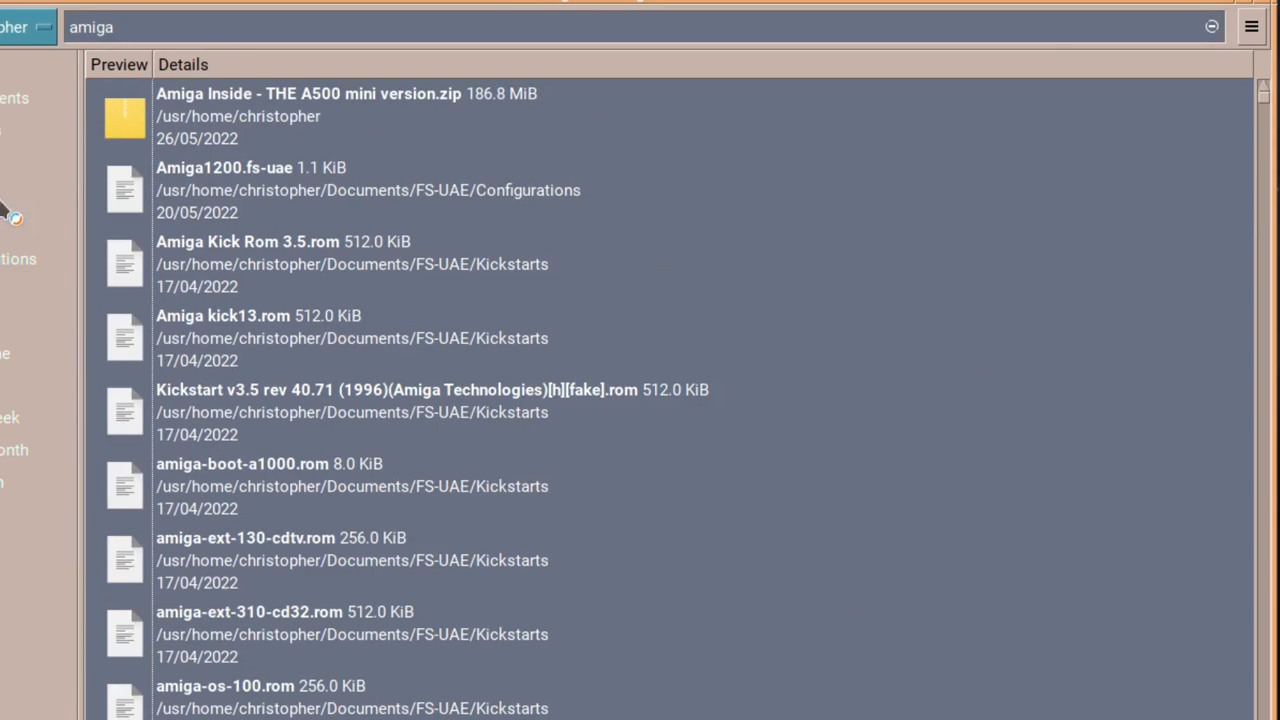 pher
amiga
Preview
Details
ents
s
tions
ne
eek
onth
n
Amiga Inside - THE A500 mini version.zip 186.8 MiB
/usr/home/christopher
26/05/2022
Amiga1200.fs-uae 1.1 KiB
/usr/home/christopher/Documents/FS-UAE/Configurations
20/05/2022
Amiga Kick Rom 3.5.rom 512.0 KiB
/usr/home/christopher/Documents/FS-UAE/Kickstarts
17/04/2022
Amiga kick13.rom 512.0 KiB
/usr/home/christopher/Documents/FS-UAE/Kickstarts
17/04/2022
Kickstart v3.5 rev 40.71 (1996)(Amiga Technologies)[h][fake].rom 512.0 KiB
/usr/home/christopher/Documents/FS-UAE/Kickstarts
17/04/2022
amiga-boot-a1000.rom 8.0 KiB
/usr/home/christopher/Documents/FS-UAE/Kickstarts
17/04/2022
amiga-ext-130-cdtv.rom 256.0 KiB
/usr/home/christopher/Documents/FS-UAE/Kickstarts
17/04/2022
amiga-ext-310-cd32.rom 512.0 KiB
/usr/home/christopher/Documents/FS-UAE/Kickstarts
17/04/2022
amiga-os-100.rom 256.0 KiB
/usr/home/christopher/Documents/FS-UAE/Kickstarts